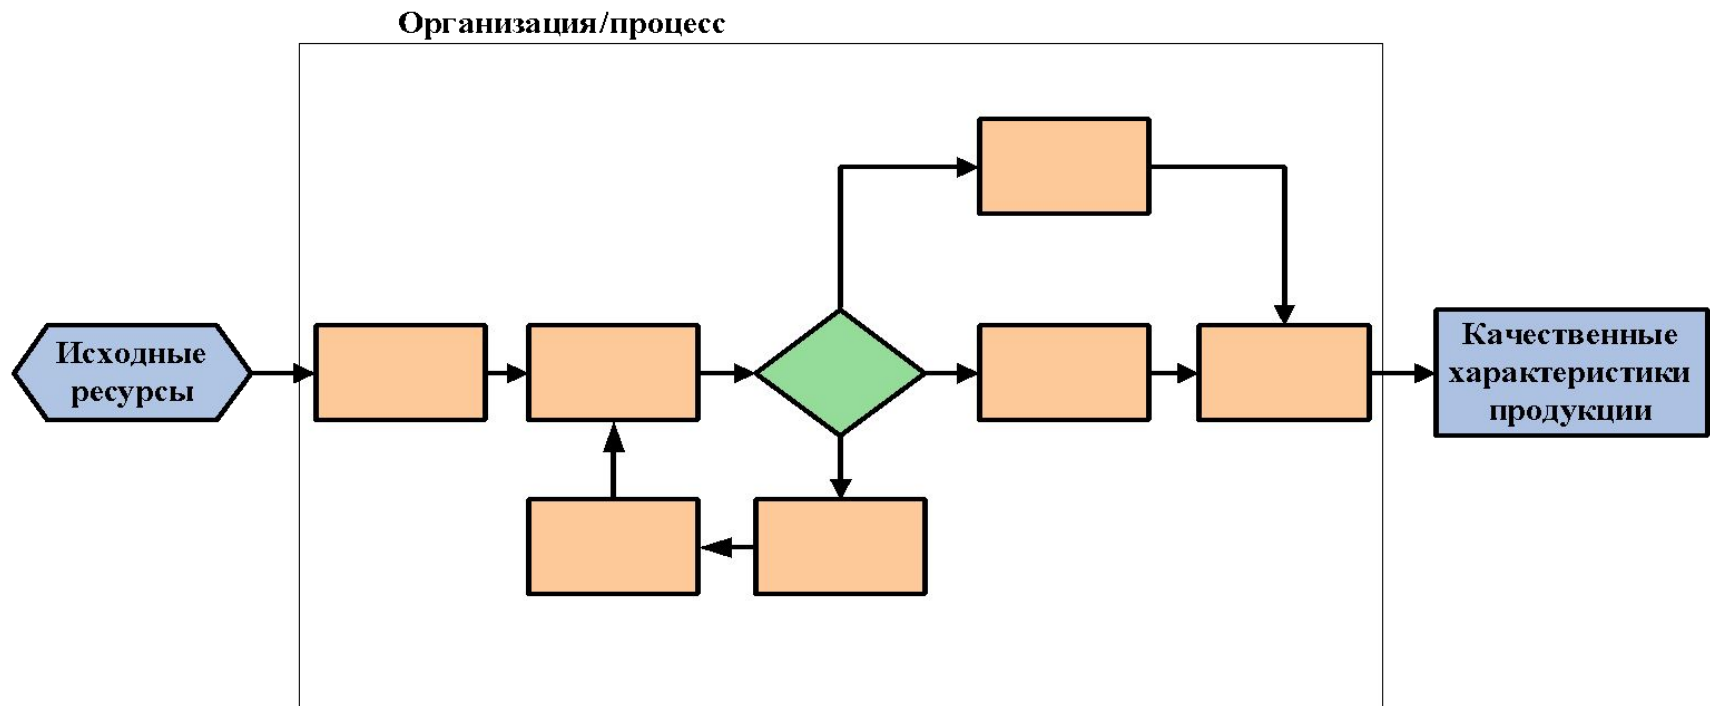 Организация/процесс
Исходные
ресурсы
Качественные
характеристики
продукции